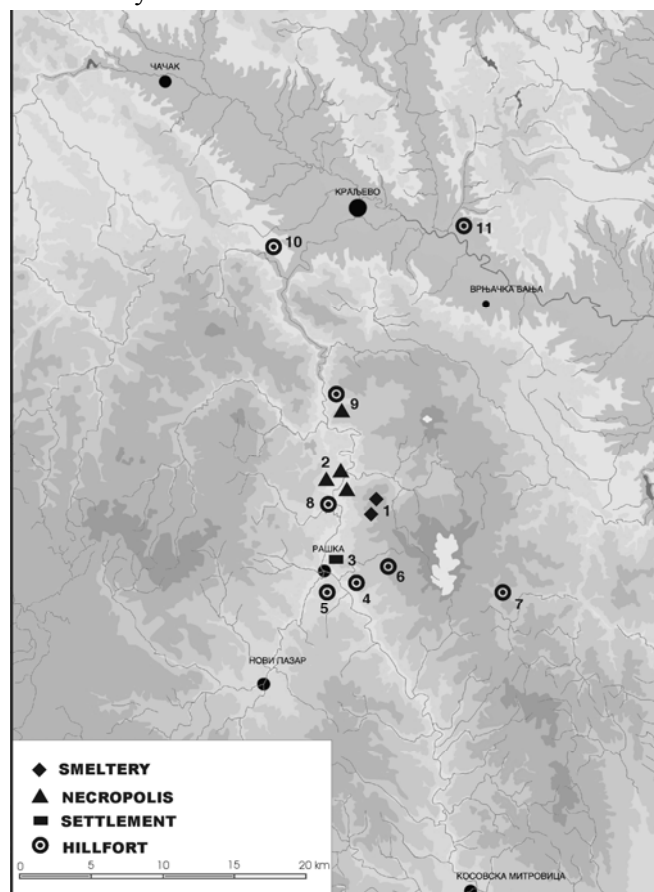 ЧАЧАК
КРАЉЕВО
11
10
ВРЊАЧКА БАЊА
9
2
8
1
РАШКА
3
6
4
5
7
НОВИ ПАЗАР
SMELTERY
NECROPOLIS
SETTLEMENT
HILLFORT
0 5 10 15 20 km
КОСОВСКА МИТРОВИЦА